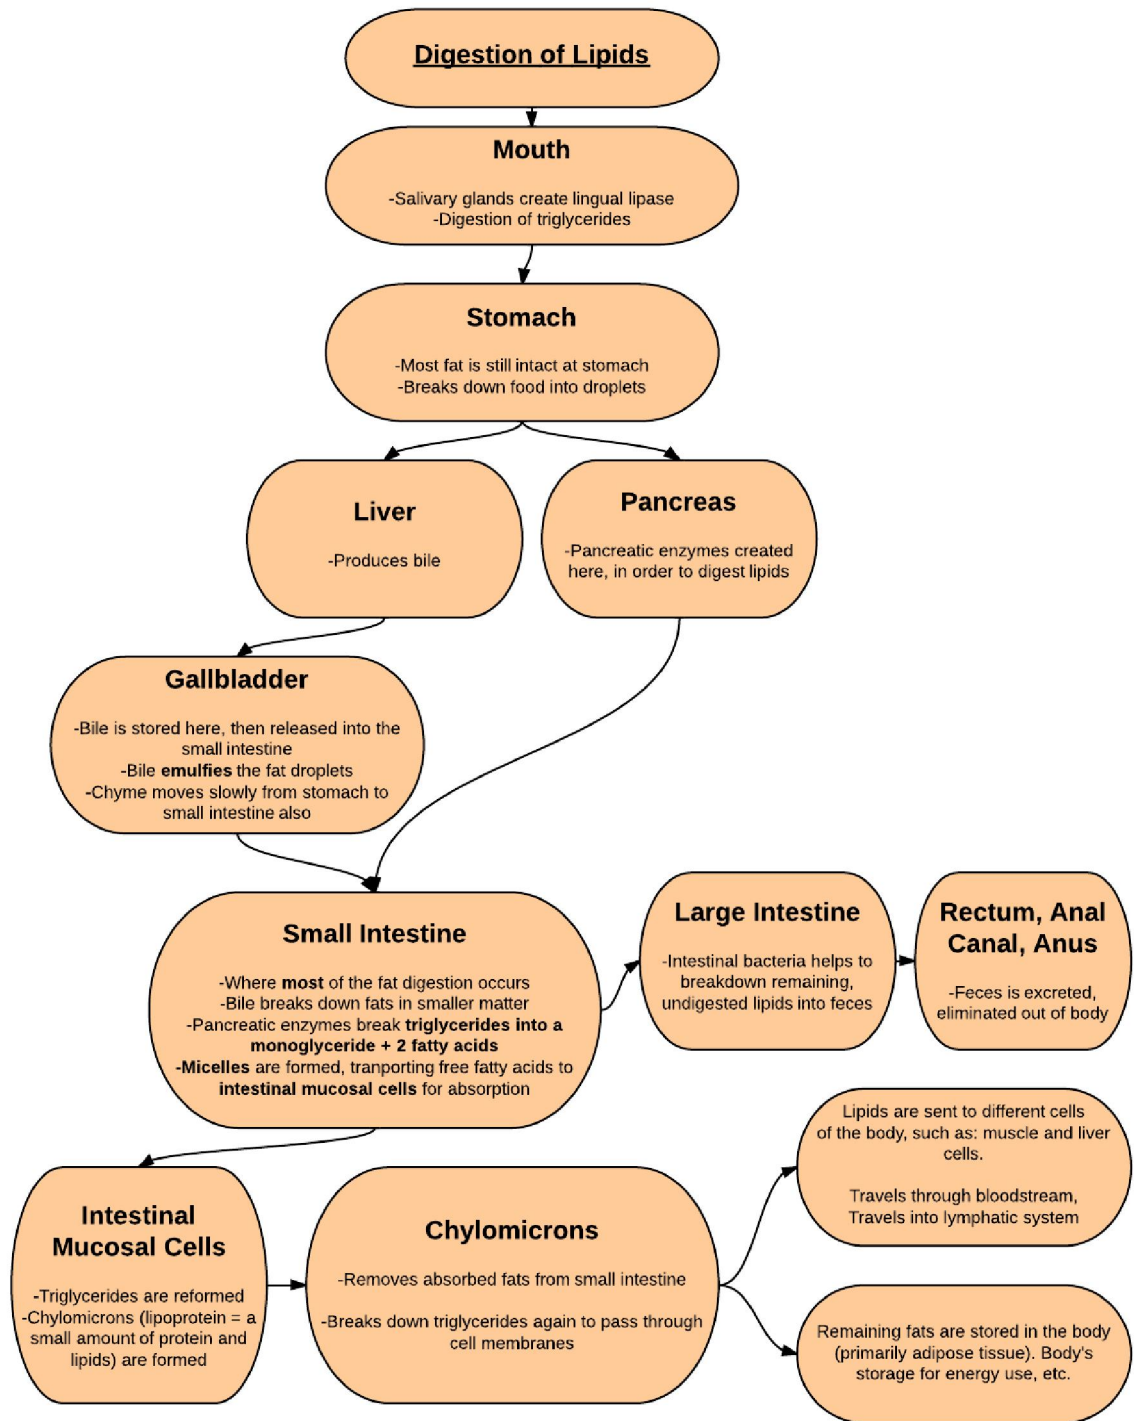 Digestion of Lipids
Mouth
-Salivary glands create lingual lipase
-Digestion of triglycerides
Stomach
-Most fat is still intact at stomach
-Breaks down food into droplets
Liver
-Produces bile
Pancreas
-Pancreatic enzymes created
here, in order to digest lipids
Gallbladder
-Bile is stored here, then released into the
small intestine
-Bile emulfies the fat droplets
-Chyme moves slowly from stomach to
small intestine also
Small Intestine
-Where most of the fat digestion occurs
-Bile breaks down fats in smaller matter
-Pancreatic enzymes break triglycerides into a
monoglyceride + 2 fatty acids
-Micelles are formed, tranporting free fatty acids to
intestinal mucosal cells for absorption
Large Intestine
-Intestinal bacteria helps to
breakdown remaining,
undigested lipids into feces
Rectum, Anal
Canal, Anus
-Feces is excreted,
eliminated out of body
Intestinal
Mucosal Cells
-Triglycerides are reformed
-Chylomicrons (lipoprotein = a
small amount of protein and
lipids) are formed
Chylomicrons
-Removes absorbed fats from small intestine
-Breaks down triglycerides again to pass through
cell membranes
Lipids are sent to different cells
of the body, such as: muscle and liver
cells.
Travels through bloodstream,
Travels into lymphatic system
Remaining fats are stored in the body
(primarily adipose tissue). Body's
storage for energy use, etc.